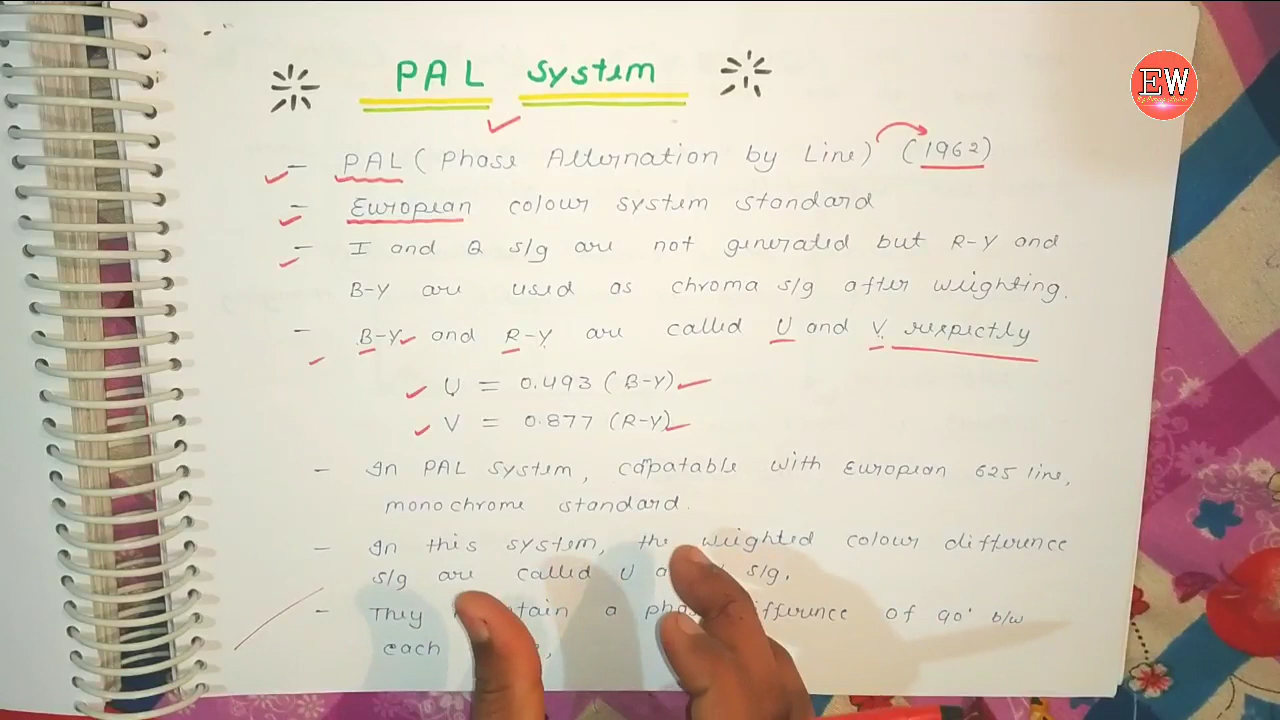 EW
PAL System
- PAL (Phase Alternation by Line) (1962)
- European colour system standard
- I and Q s/g are not generated but R-Y and
B-Y are used as chroma s/g after weighting.
- B-Y and R-Y are called U and V respectly
U = 0.493 (B-Y)
V = 0.877 (R-Y)
- In PAL system, copatable with European 625 line,
monochrome standard.
- In this system, the weighted colour difference
s/g are called U s/g.
- They a difference of 90° b/w
each